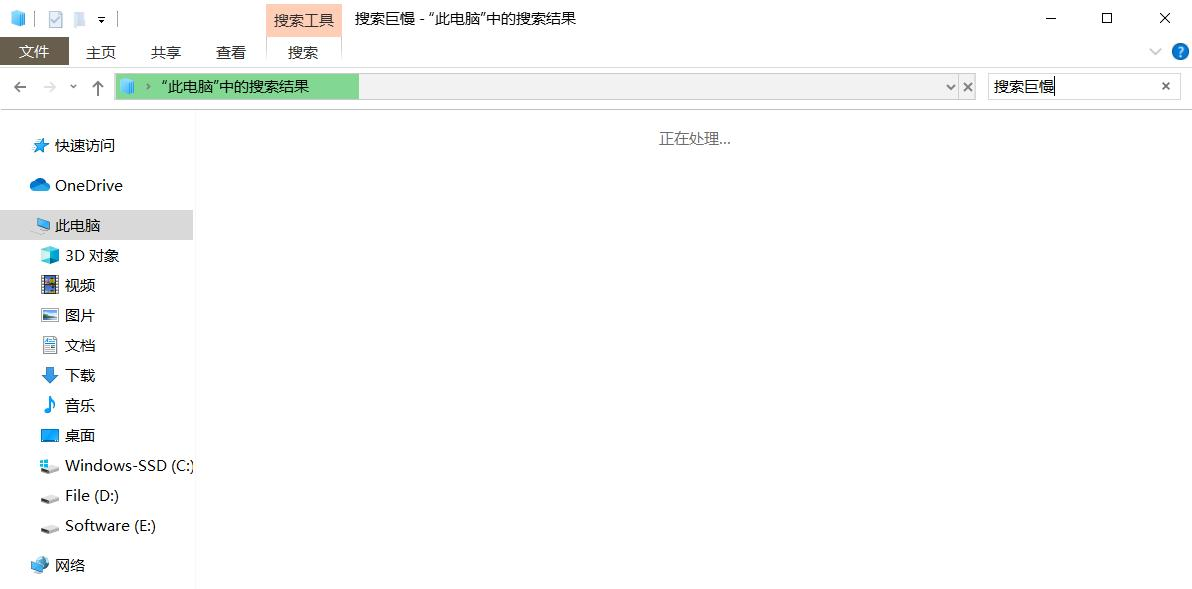 搜索工具
搜索巨慢 - “此电脑”中的搜索结果
文件
主页
共享
查看
搜索
“此电脑”中的搜索结果
搜索巨慢
快速访问
OneDrive
此电脑
3D 对象
视频
图片
文档
下载
音乐
桌面
Windows-SSD (C:)
File (D:)
Software (E:)
网络
正在处理...